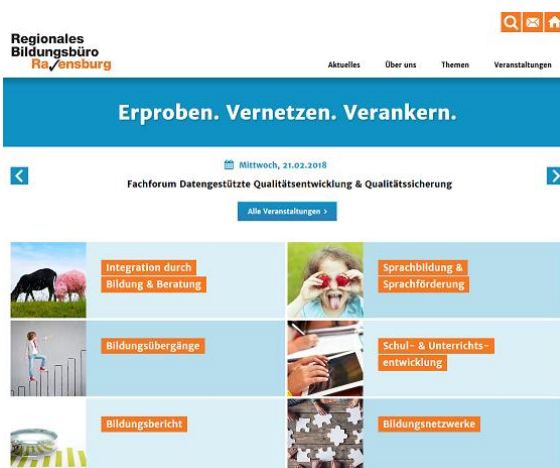 Regionales
Bildungsbüro
Ravensburg
Aktuelles Über uns Themen Veranstaltungen
Erproben. Vernetzen. Verankern.
Mittwoch, 21.02.2018
Fachforum Datengestützte Qualitätsentwicklung & Qualitätssicherung
Alle Veranstaltungen >
Integration durch
Bildung & Beratung
Sprachbildung &
Sprachförderung
Bildungsübergänge
Schul- & Unterrichts-
entwicklung
Bildungsbericht
Bildungsnetzwerke